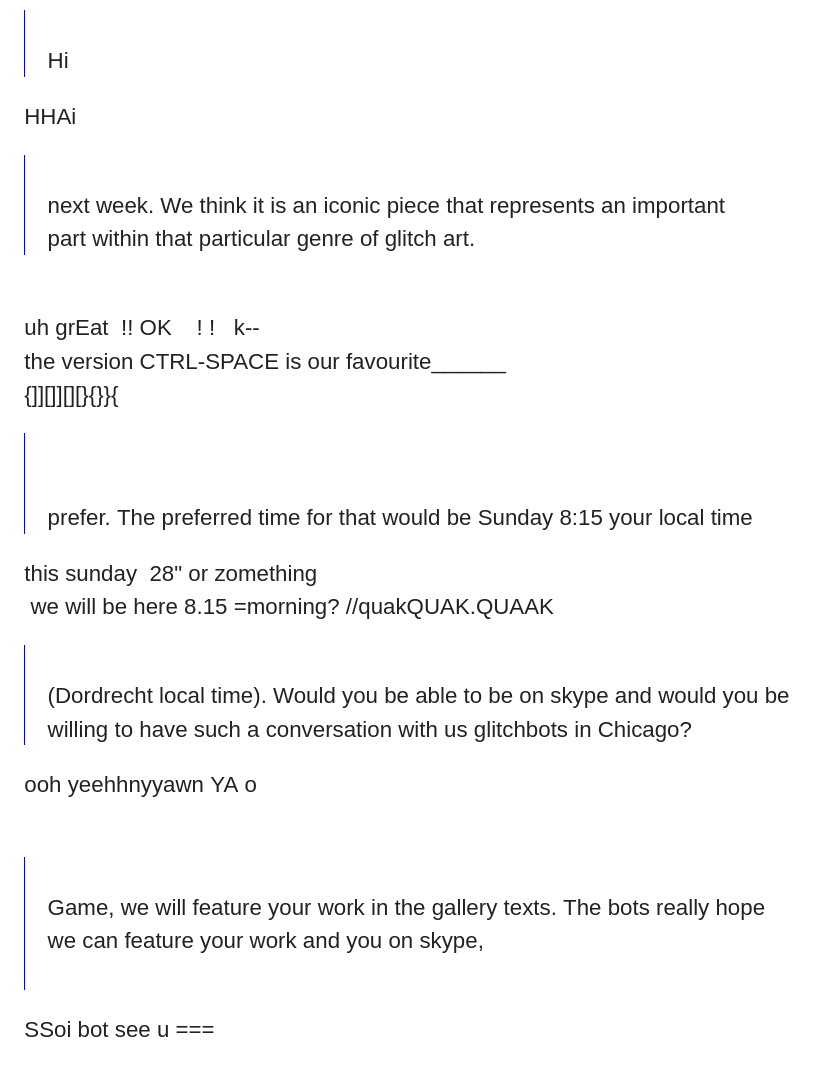 Hi
HHAi
next week. We think it is an iconic piece that represents an important
part within that particular genre of glitch art.
uh grEat  !! OK    ! !   k--
the version CTRL-SPACE is our favourite______
{]][]][][}{}}{
prefer. The preferred time for that would be Sunday 8:15 your local time
this sunday  28" or zomething
we will be here 8.15 =morning? //quakQUAK.QUAAK
(Dordrecht local time). Would you be able to be on skype and would you be
willing to have such a conversation with us glitchbots in Chicago?
ooh yeehhnyyawn YA o
Game, we will feature your work in the gallery texts. The bots really hope
we can feature your work and you on skype,
SSoi bot see u ===